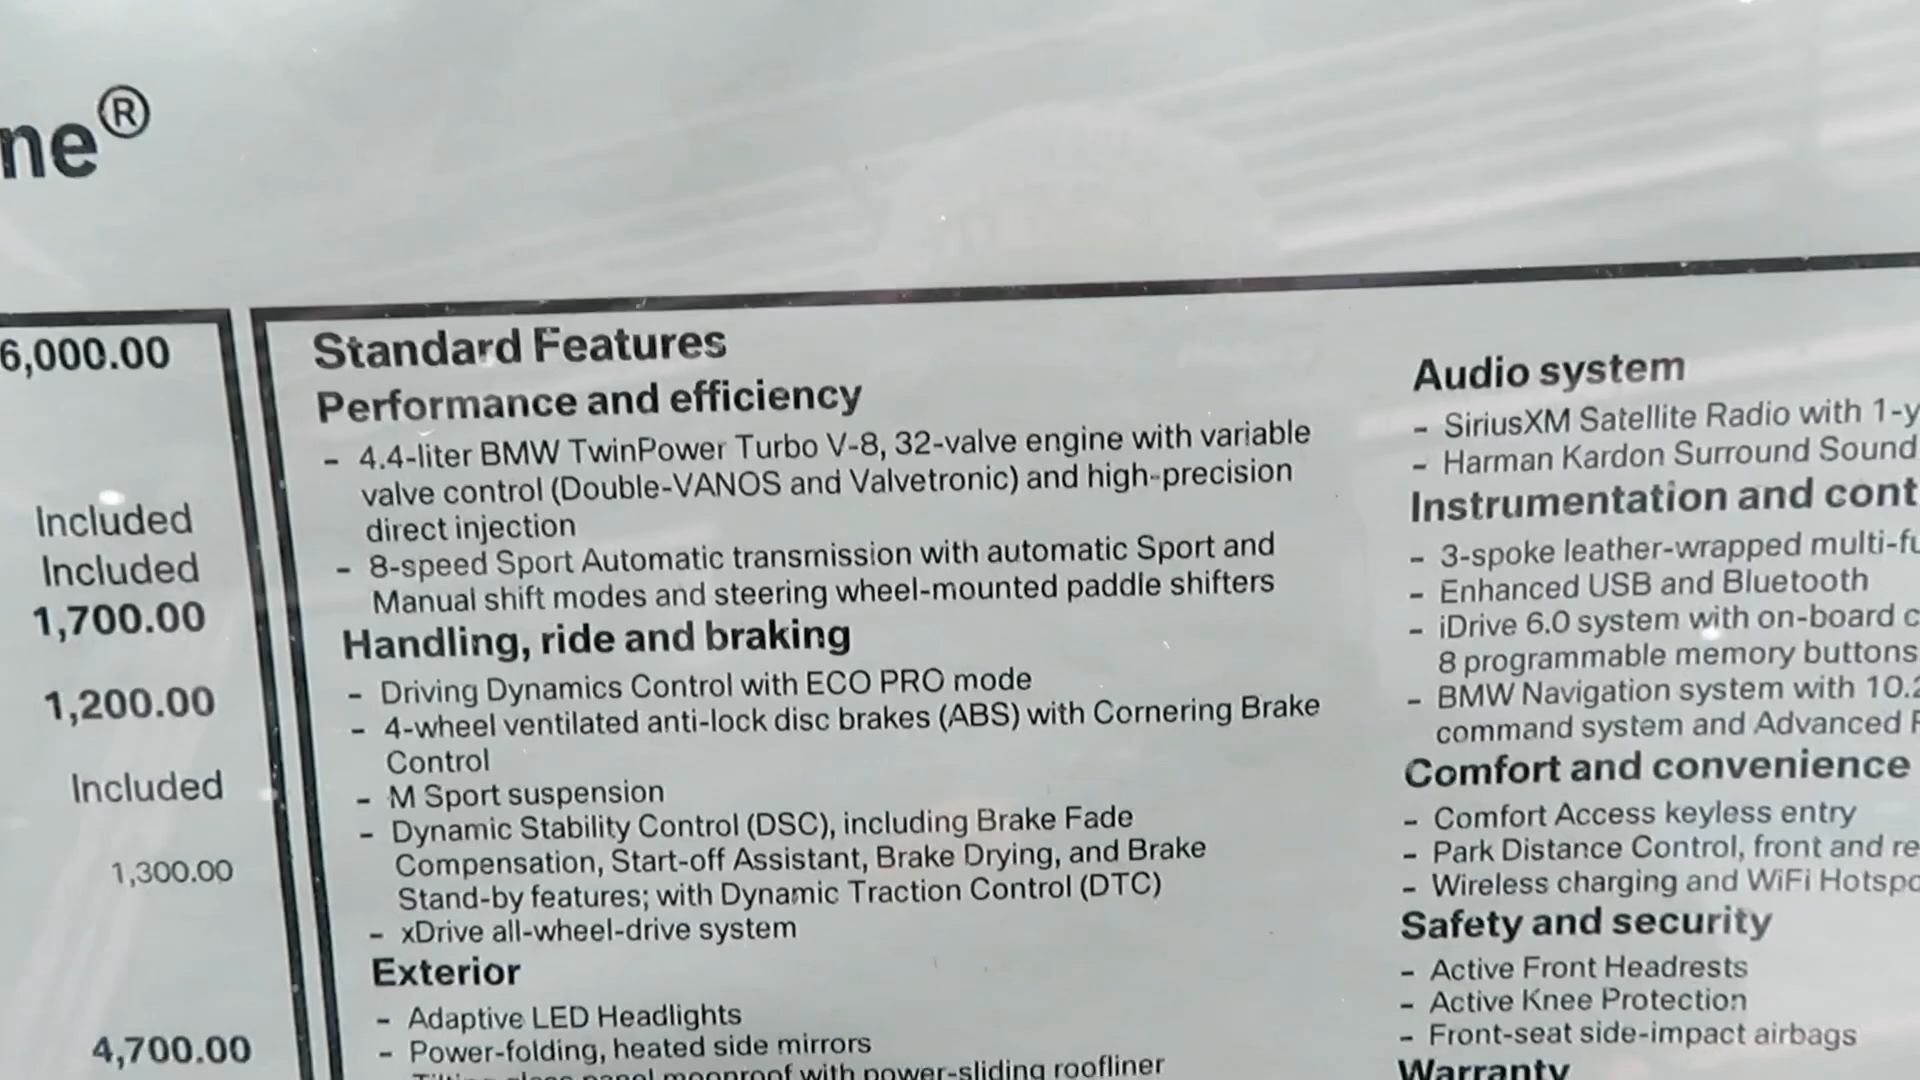 ne®
6,000.00
Included
Included
1,700.00
1,200.00
Included
1,300.00
4,700.00
Standard Features
Performance and efficiency
- 4.4-liter BMW TwinPower Turbo V-8, 32-valve engine with variable
valve control (Double-VANOS and Valvetronic) and high-precision
direct injection
- 8-speed Sport Automatic transmission with automatic Sport and
Manual shift modes and steering wheel-mounted paddle shifters
Handling, ride and braking
- Driving Dynamics Control with ECO PRO mode
- 4-wheel ventilated anti-lock disc brakes (ABS) with Cornering Brake
Control
- M Sport suspension
- Dynamic Stability Control (DSC), including Brake Fade
Compensation, Start-off Assistant, Brake Drying, and Brake
Stand-by features; with Dynamic Traction Control (DTC)
- xDrive all-wheel-drive system
Exterior
- Adaptive LED Headlights
- Power-folding, heated side mirrors
moonroof with power-sliding roofliner
Audio system
- SiriusXM Satellite Radio with 1-y
- Harman Kardon Surround Sound
Instrumentation and cont
- 3-spoke leather-wrapped multi-fu
- Enhanced USB and Bluetooth
- iDrive 6.0 system with on-board c
8 programmable memory buttons
- BMW Navigation system with 10.2
command system and Advanced
Comfort and convenience
- Comfort Access keyless entry
- Park Distance Control, front and re
- Wireless charging and WiFi Hotspo
Safety and security
- Active Front Headrests
- Active Knee Protection
- Front-seat side-impact airbags
Warranty